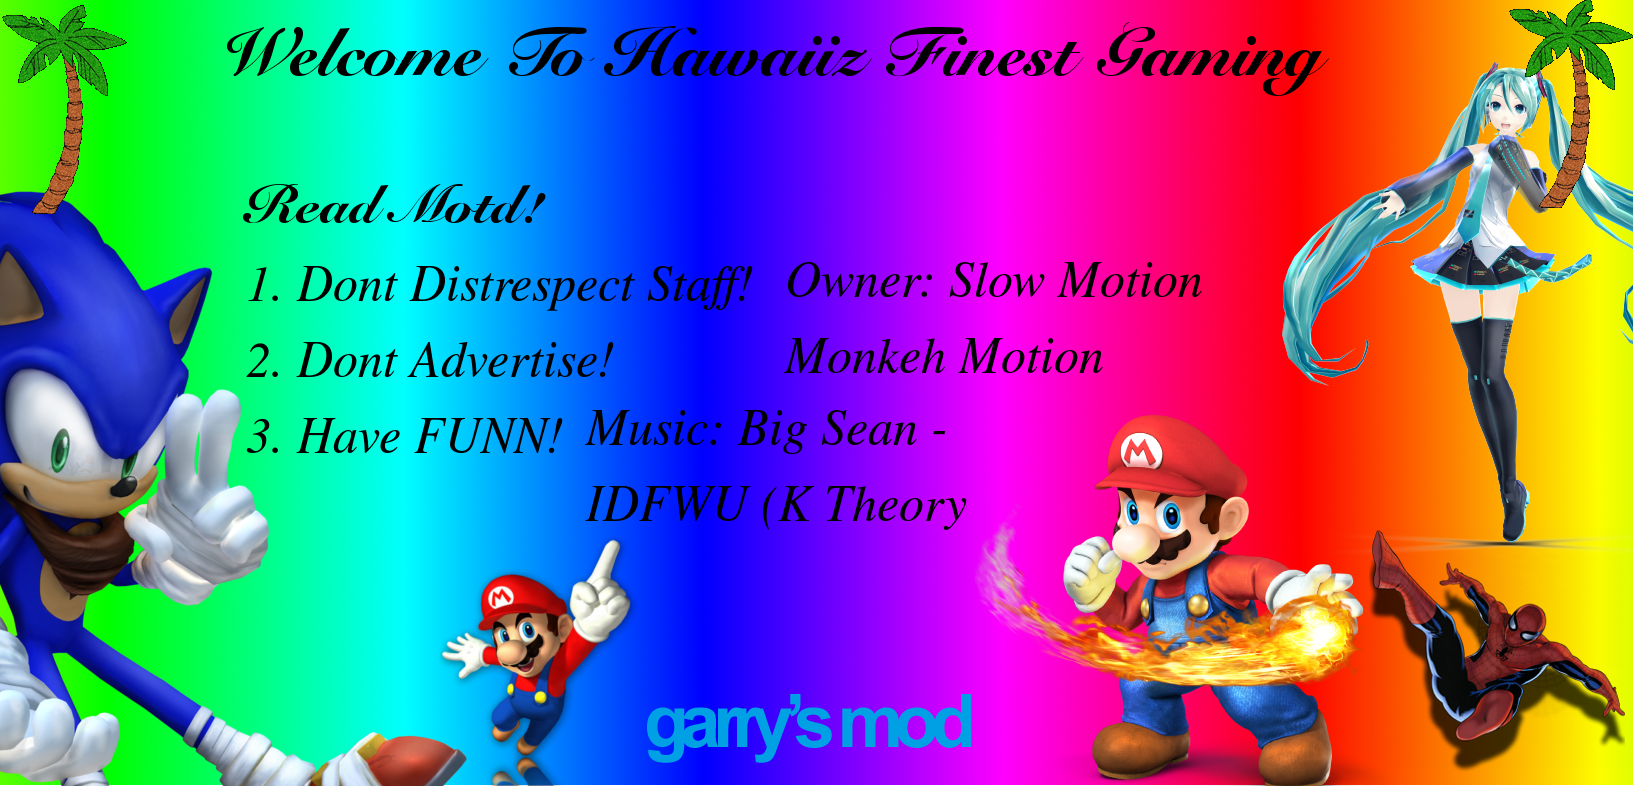 Welcome To Hawaiiz Finest Gaming
Read Motd!
1. Dont Distrespect Staff!
2. Dont Advertise!
3. Have FUNN!
Owner: Slow Motion
Monkeh Motion
Music: Big Sean -
IDFWU (K Theory
M
M
garry's mod